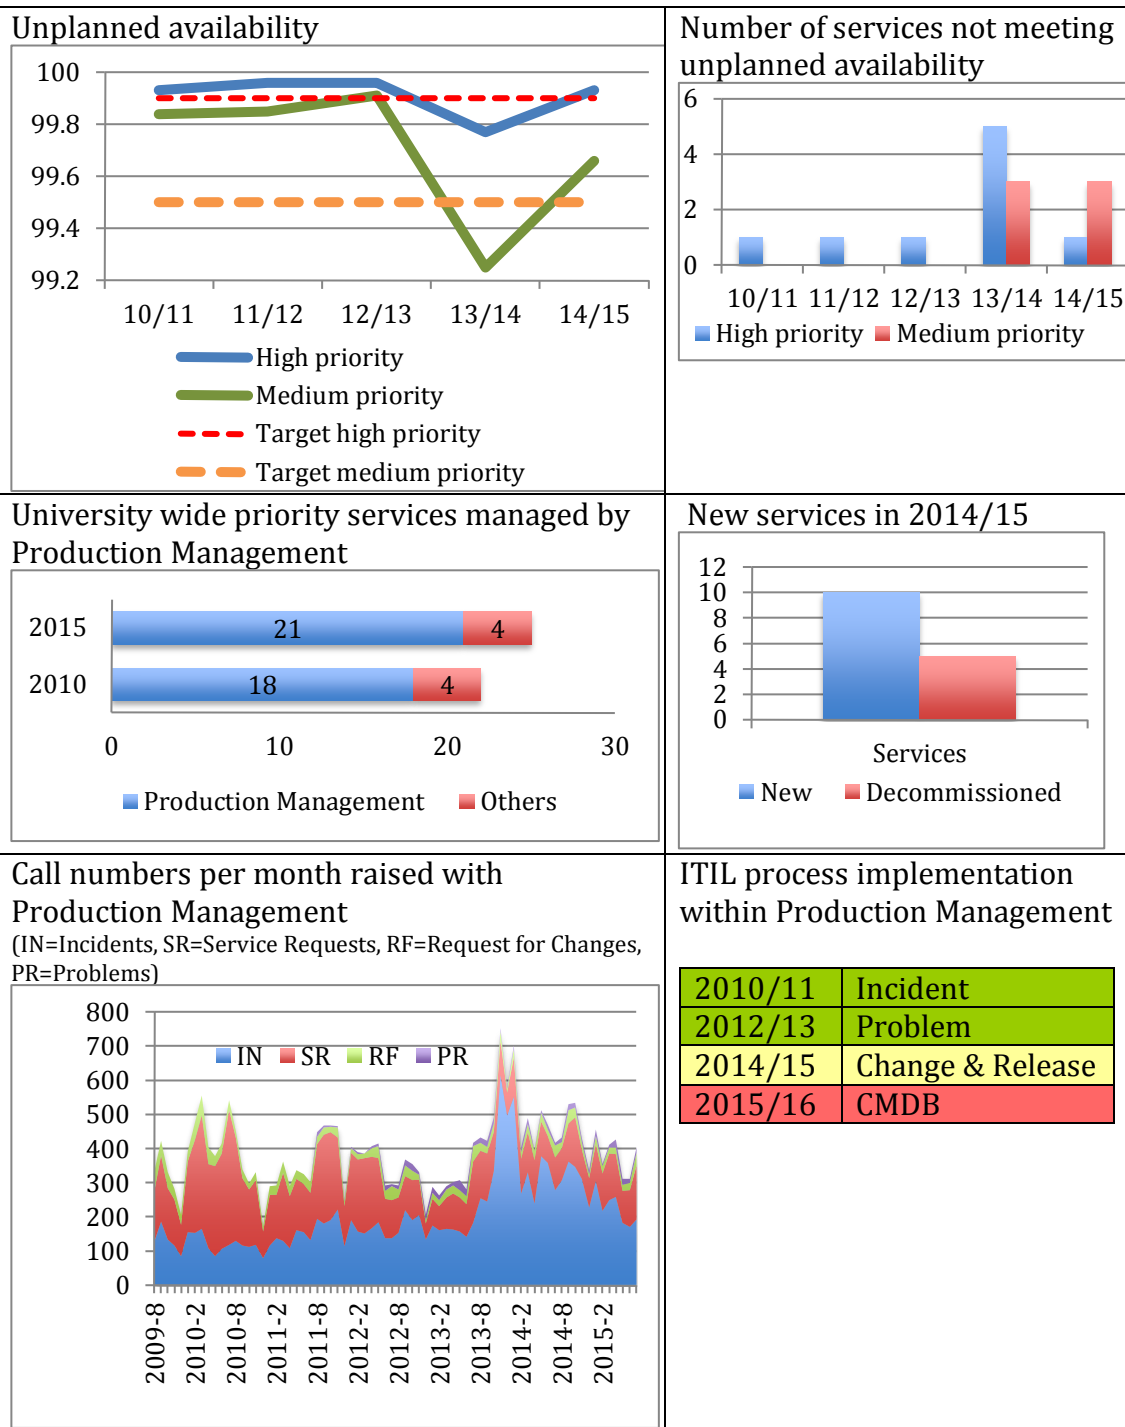 Unplanned availability
100
99.8
99.6
99.4
99.2
10/11 11/12 12/13 13/14 14/15
High priority
Medium priority
Target high priority
Target medium priority
Number of services not meeting
unplanned availability
6
4
2
0
10/11 11/12 12/13 13/14 14/15
High priority Medium priority
University wide priority services managed by
Production Management
2015 21 4
2010 18 4
0 10 20 30
Production Management Others
New services in 2014/15
12
10
8
6
4
2
0
Services
New Decommissioned
Call numbers per month raised with
Production Management
(IN=Incidents, SR=Service Requests, RF=Request for Changes,
PR=Problems)
800
700
600
500
400
300
200
100
0
IN SR RF PR
2009-8
2010-2
2010-8
2011-2
2011-8
2012-2
2012-8
2013-2
2013-8
2014-2
2014-8
2015-2
ITIL process implementation
within Production Management
2010/11 Incident
2012/13 Problem
2014/15 Change & Release
2015/16 CMDB